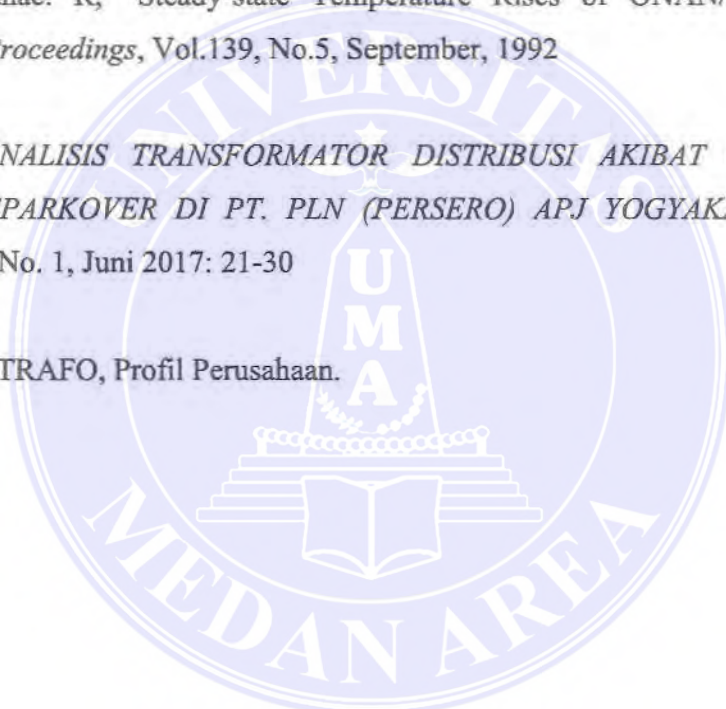 R, "Steady-state Temperature Rises of ONAN/
roceedings, Vol.139, No.5, September, 1992
UNIVERSITAS
NALISIS TRANSFORMATOR DISTRIBUSI AKIBAT
PARKOVER DI PT. PLN (PERSERO) APJ YOGYAK
No. 1, Juni 2017: 21-30
UMA
TRAFO, Profil Perusahaan.
MEDAN AREA